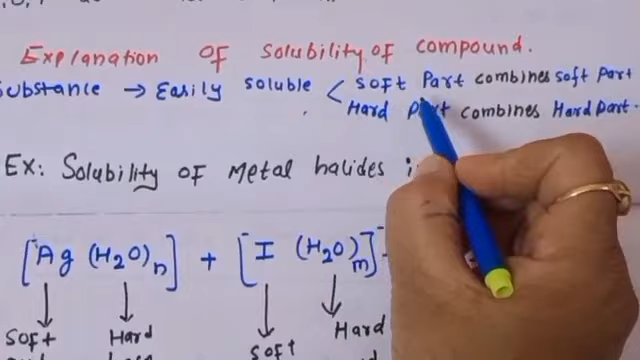 Explanation of Solubility of compound.
Substance → Easily soluble < Soft Part combines Soft Part
Hard Part combines Hard Part.
Ex: Solubility of Metal halides
[Ag (H2O)n] + [I (H2O)m]-
Soft Hard Soft Hard